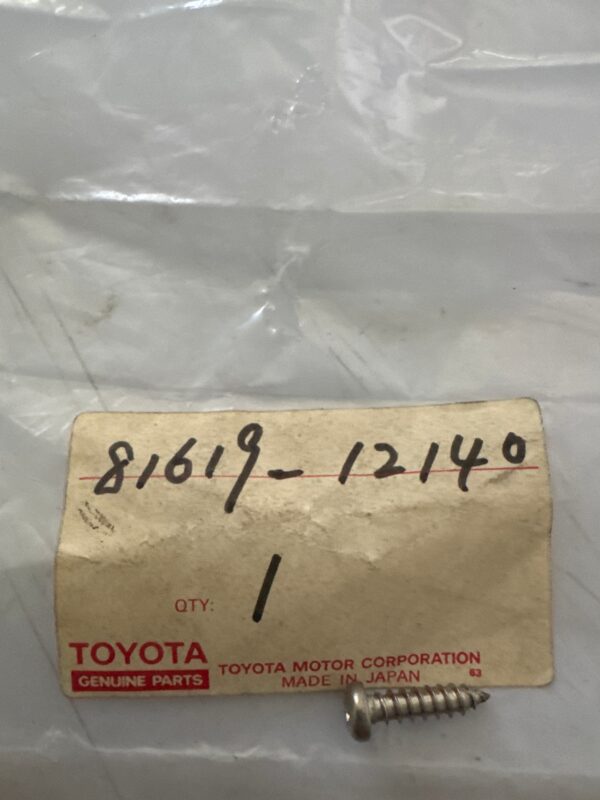 81619-12140
QTY: 1
TOYOTA
GENUINE PARTS
TOYOTA MOTOR CORPORATION
MADE IN JAPAN
63